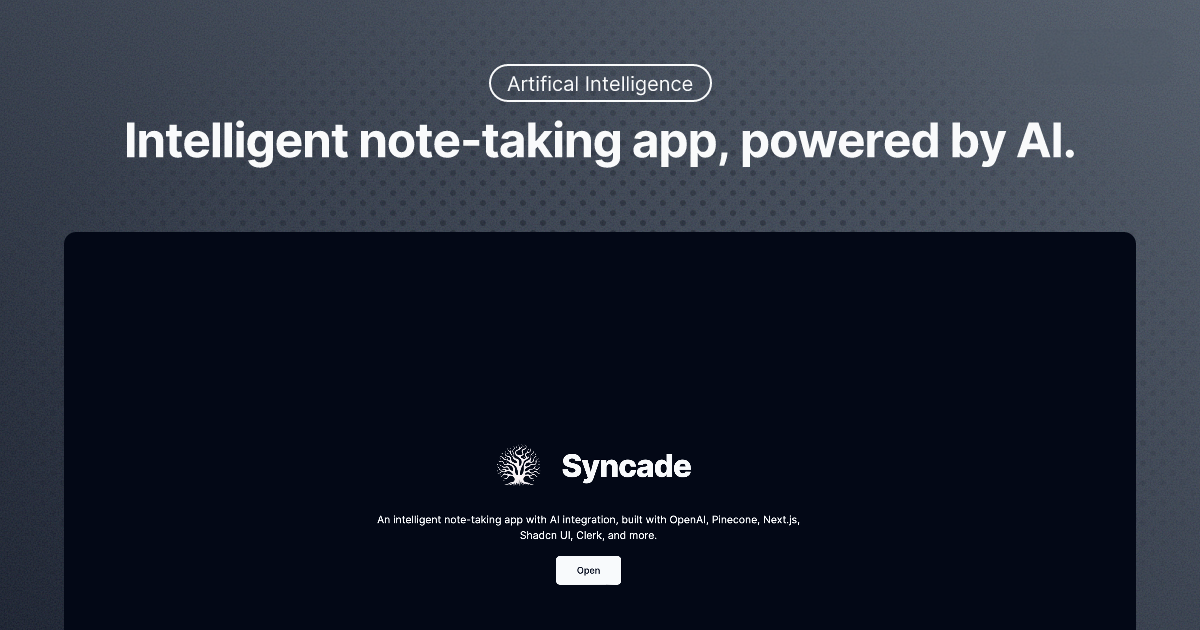 Artifical Intelligence
Intelligent note-taking app, powered by AI.
Syncade
An intelligent note-taking app with AI integration, built with OpenAI, Pinecone, Next.js,
Shadcn UI, Clerk, and more.
Open